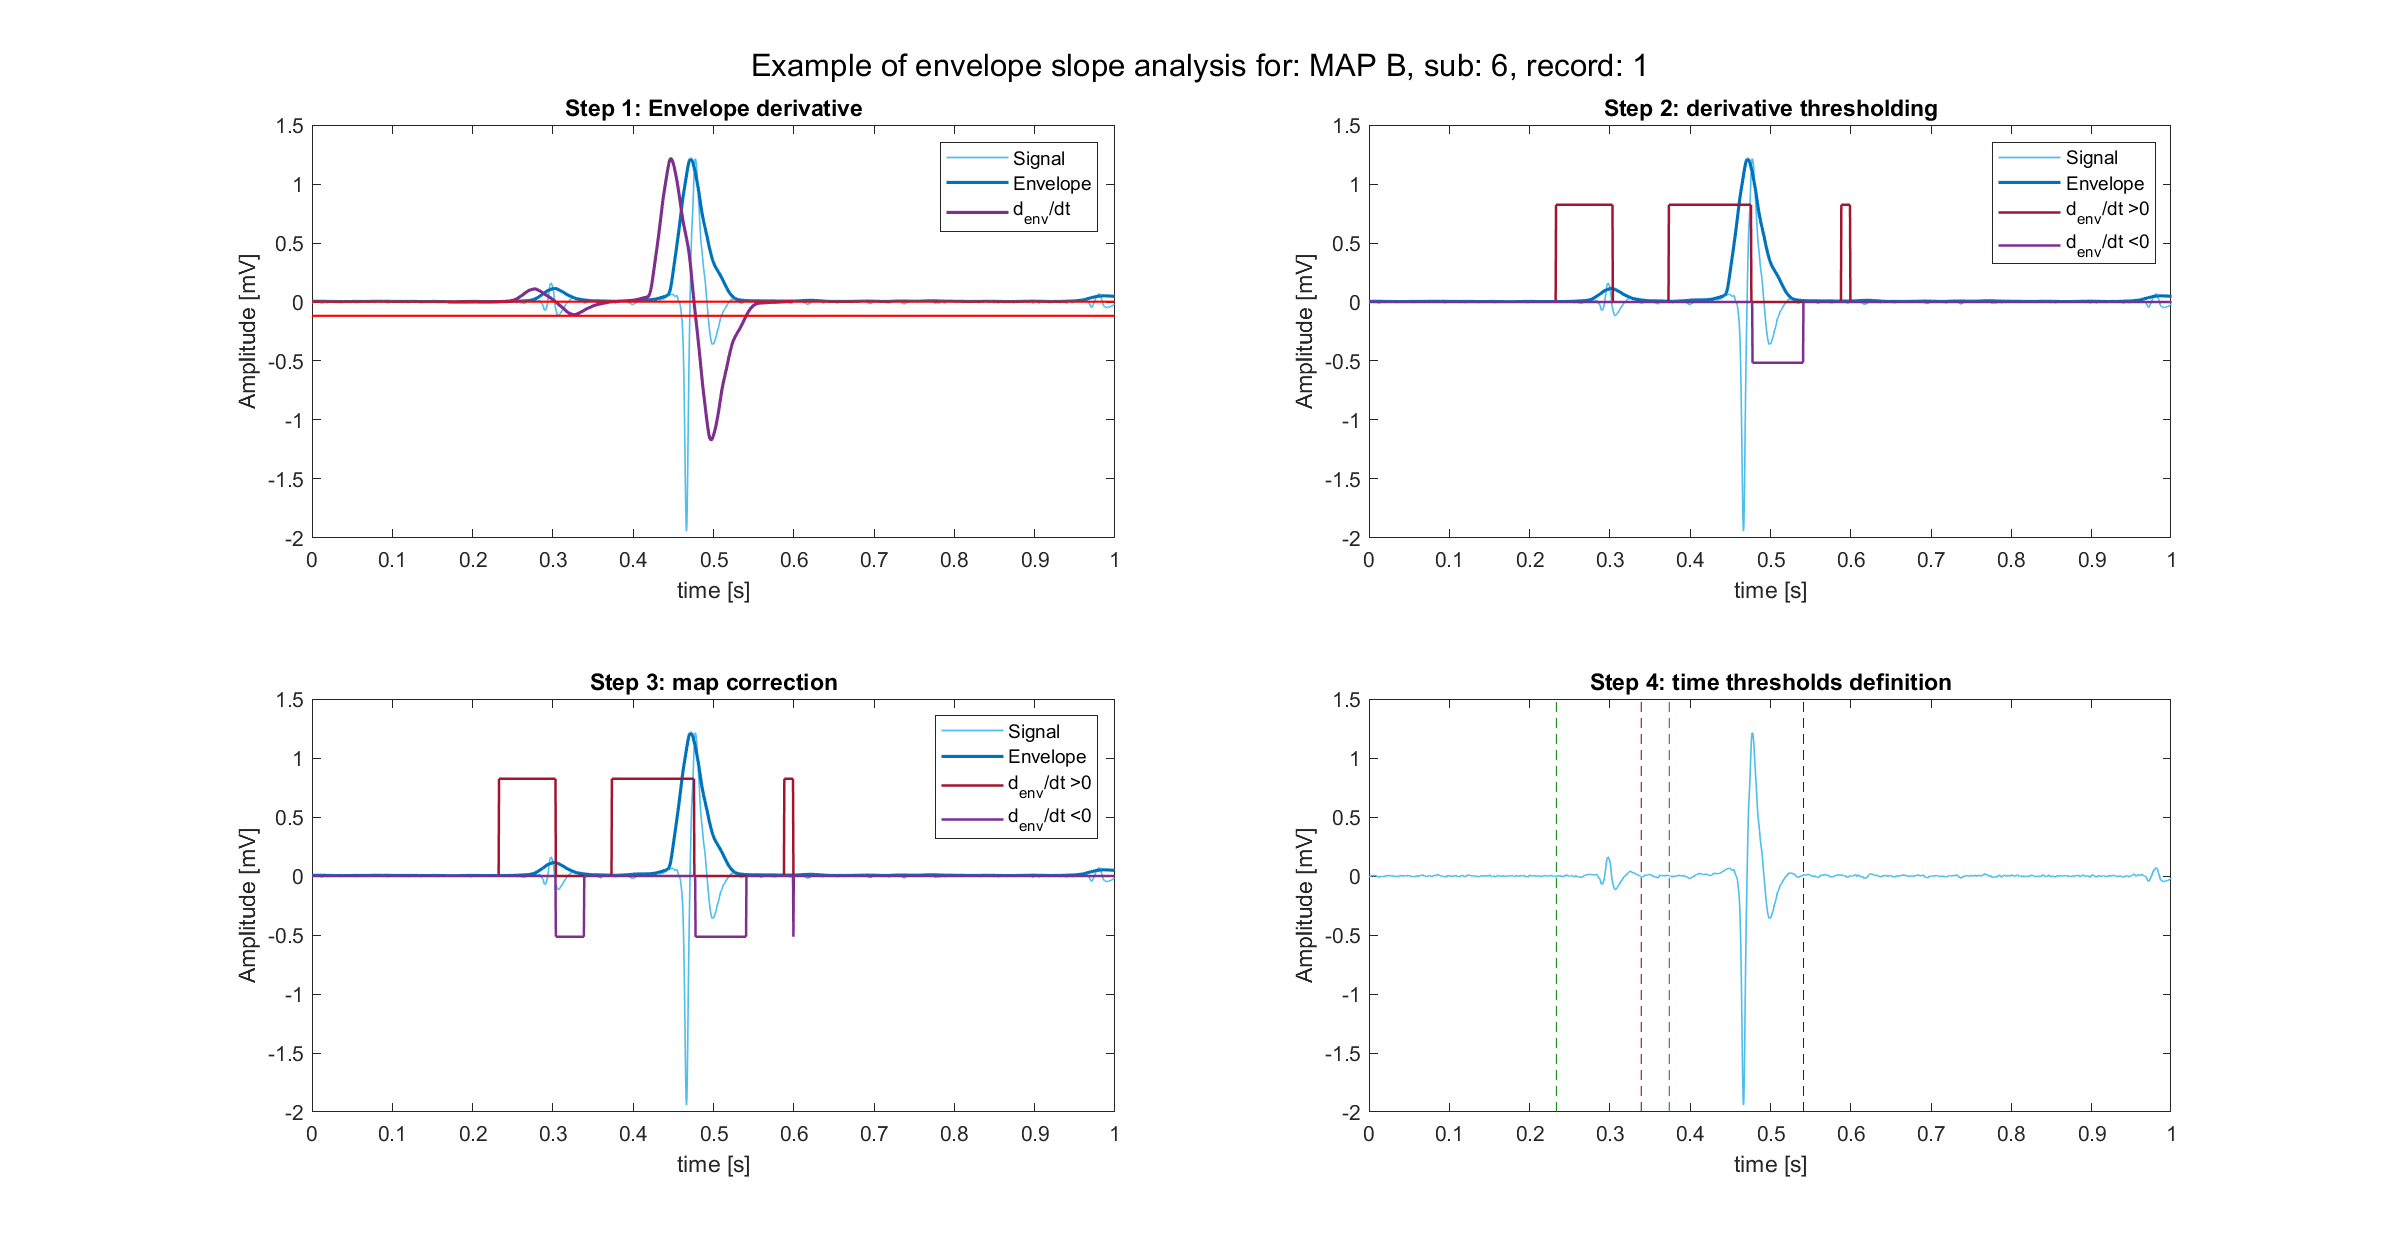 Example of envelope slope analysis for: MAP B, sub: 6, record: 1
Step 1: Envelope derivative
1.5
1
0.5
0
-0.5
-1
-1.5
-2
Amplitude [mV]
0 0.1 0.2 0.3 0.4 0.5 0.6 0.7 0.8 0.9 1
time [s]
Signal
Envelope
d_env/dt
Step 2: derivative thresholding
1.5
1
0.5
0
-0.5
-1
-1.5
-2
Amplitude [mV]
0 0.1 0.2 0.3 0.4 0.5 0.6 0.7 0.8 0.9 1
time [s]
Signal
Envelope
d_env/dt >0
d_env/dt <0
Step 3: map correction
1.5
1
0.5
0
-0.5
-1
-1.5
-2
Amplitude [mV]
0 0.1 0.2 0.3 0.4 0.5 0.6 0.7 0.8 0.9 1
time [s]
Signal
Envelope
d_env/dt >0
d_env/dt <0
Step 4: time thresholds definition
1.5
1
0.5
0
-0.5
-1
-1.5
-2
Amplitude [mV]
0 0.1 0.2 0.3 0.4 0.5 0.6 0.7 0.8 0.9 1
time [s]